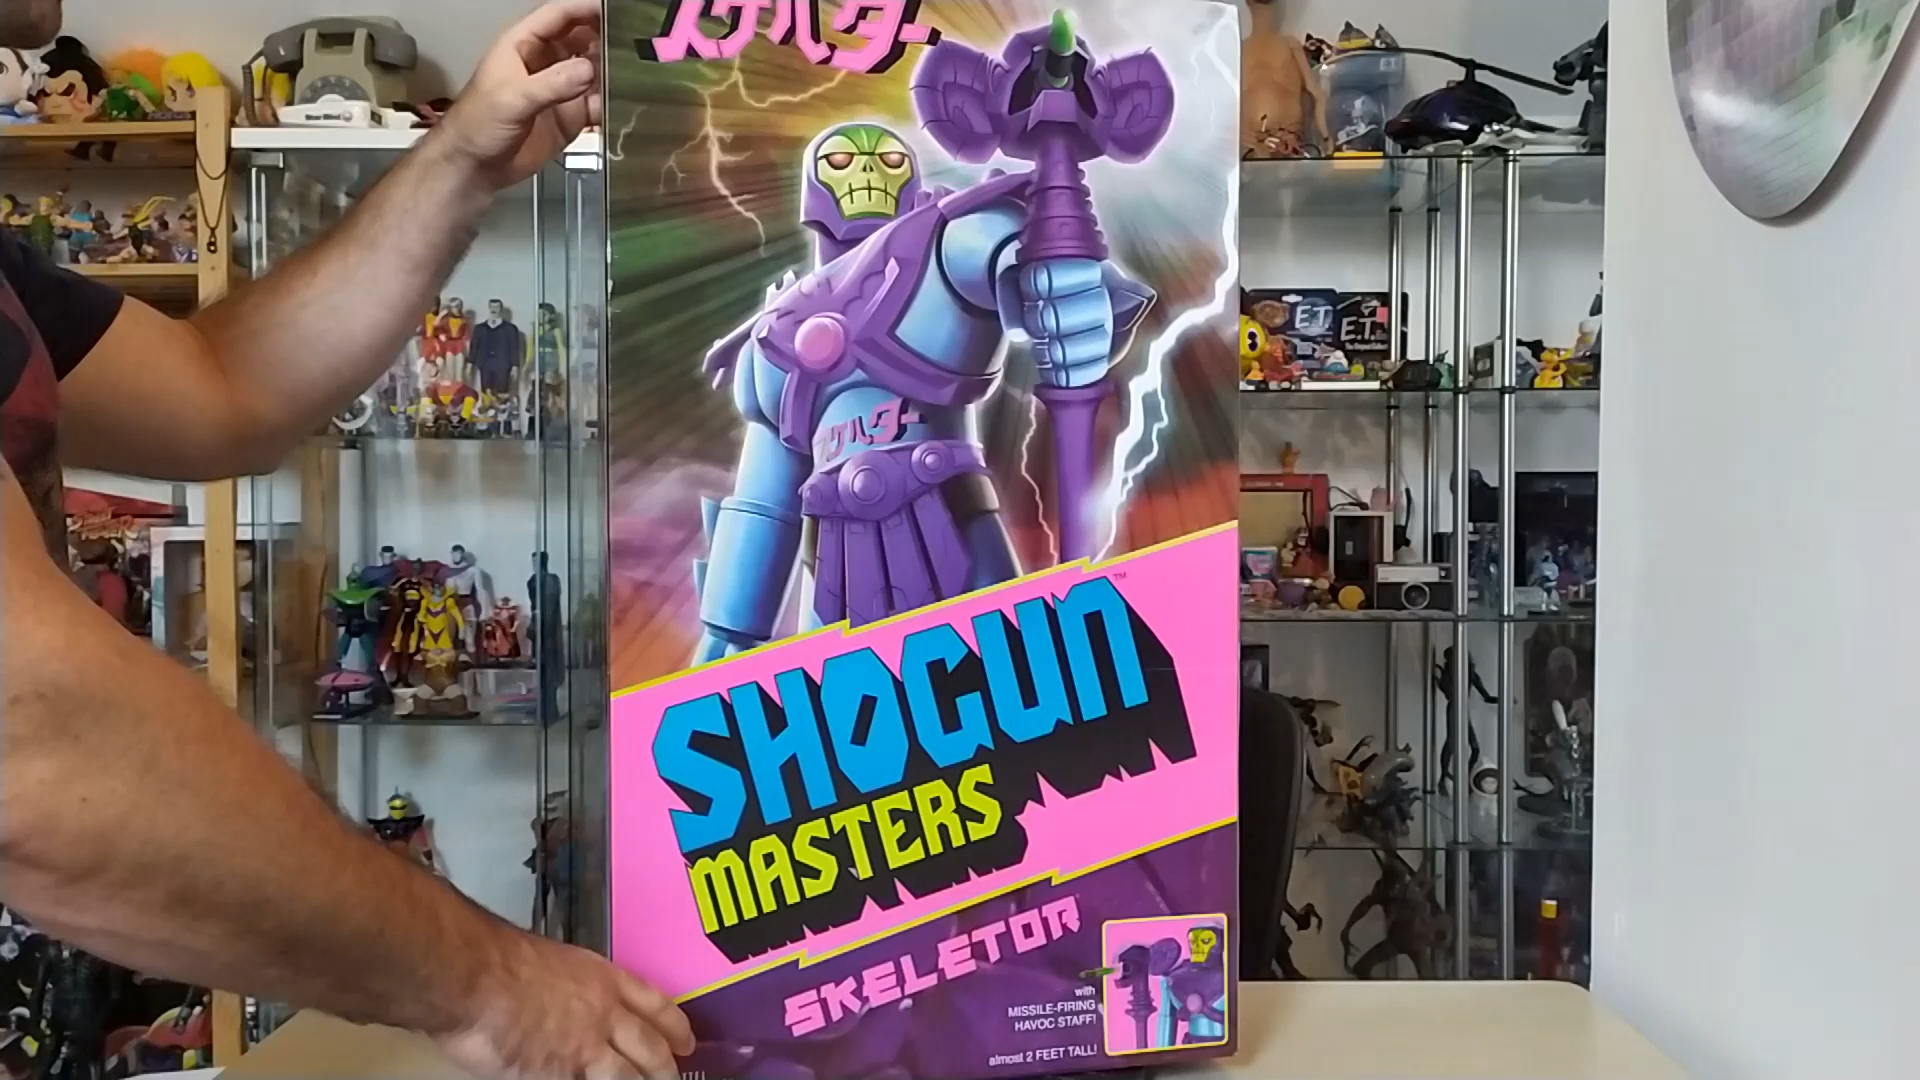 スケルター
スケルター
SHOGUN™
MASTERS
SKELETOR
with
MISSILE-FIRING
HAVOC STAFF!
almost 2 FEET TALL!
E.T.
E.T.